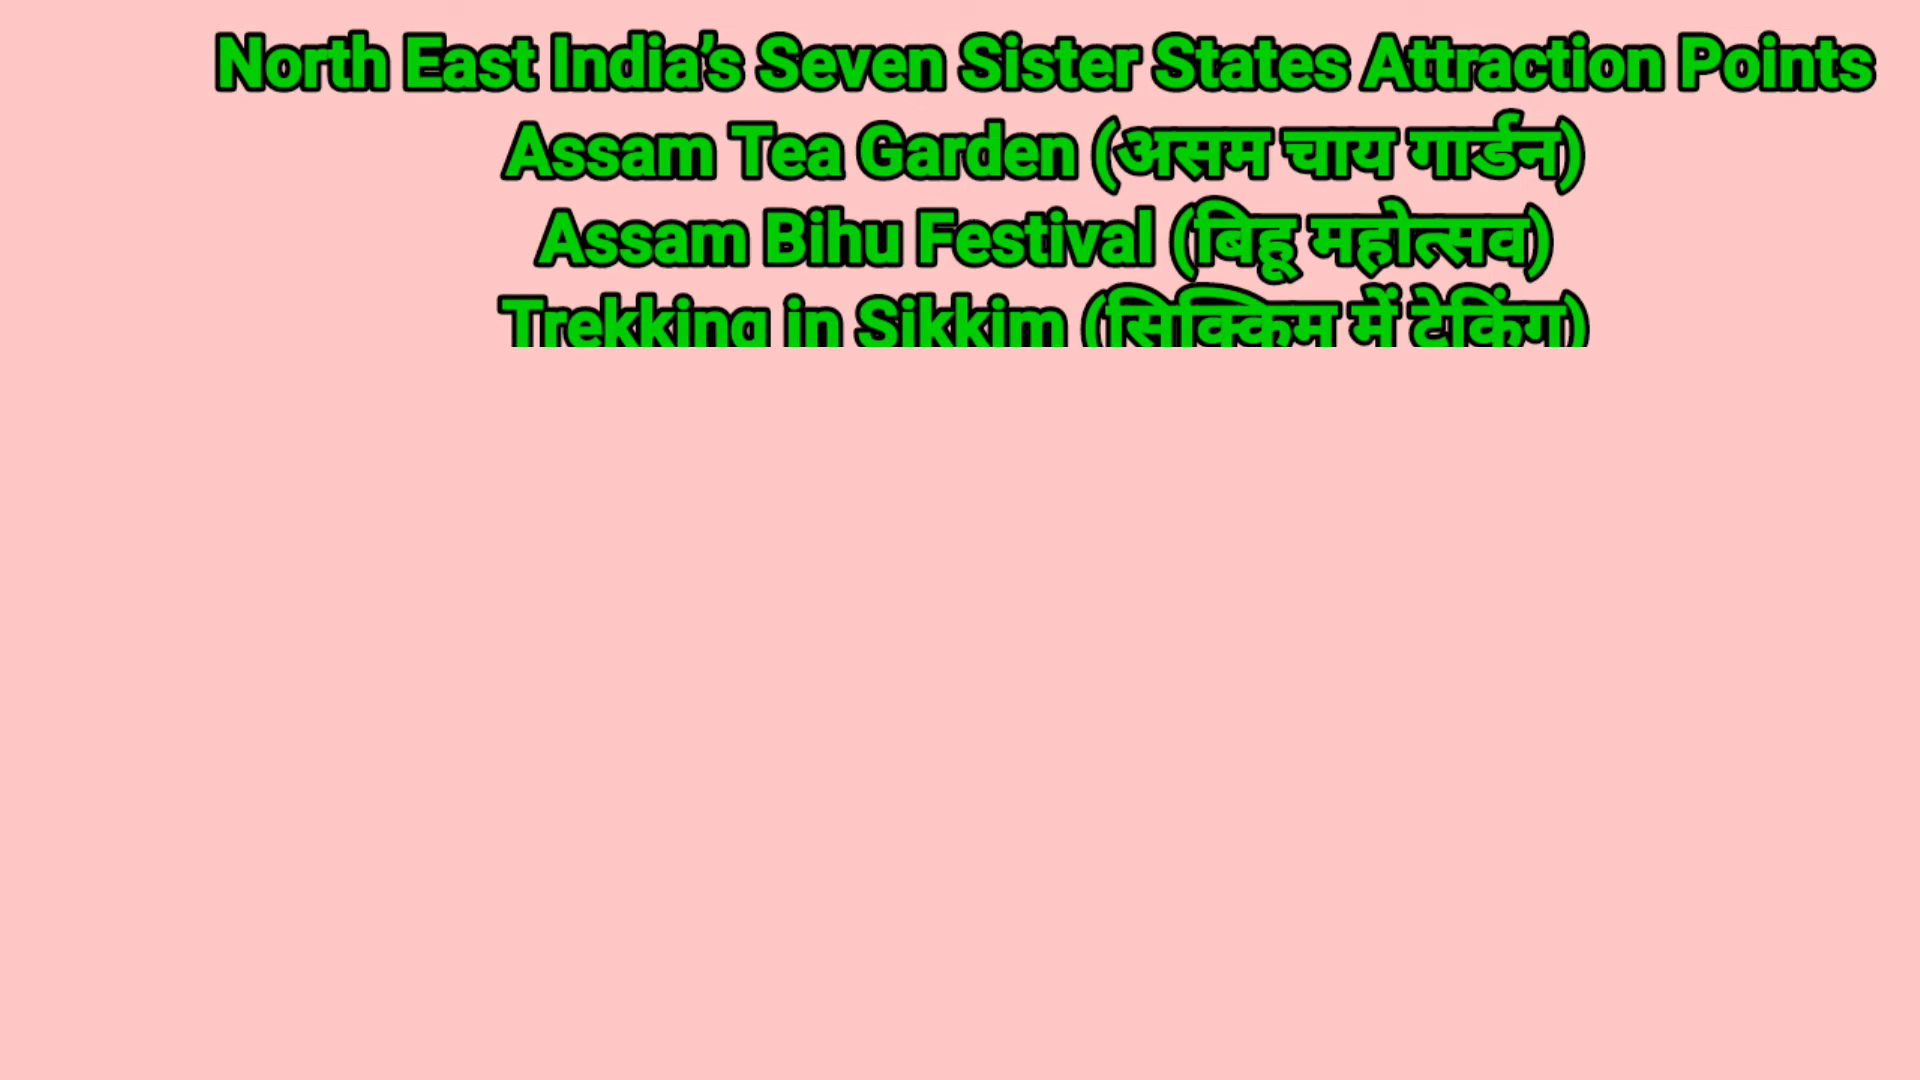 North East India’s Seven Sister States Attraction Points
Assam Tea Garden (असम चाय गार्डन)
Assam Bihu Festival (बिहू महोत्सव)
Trekking in Sikkim (सिक्किम में टेकिंग)